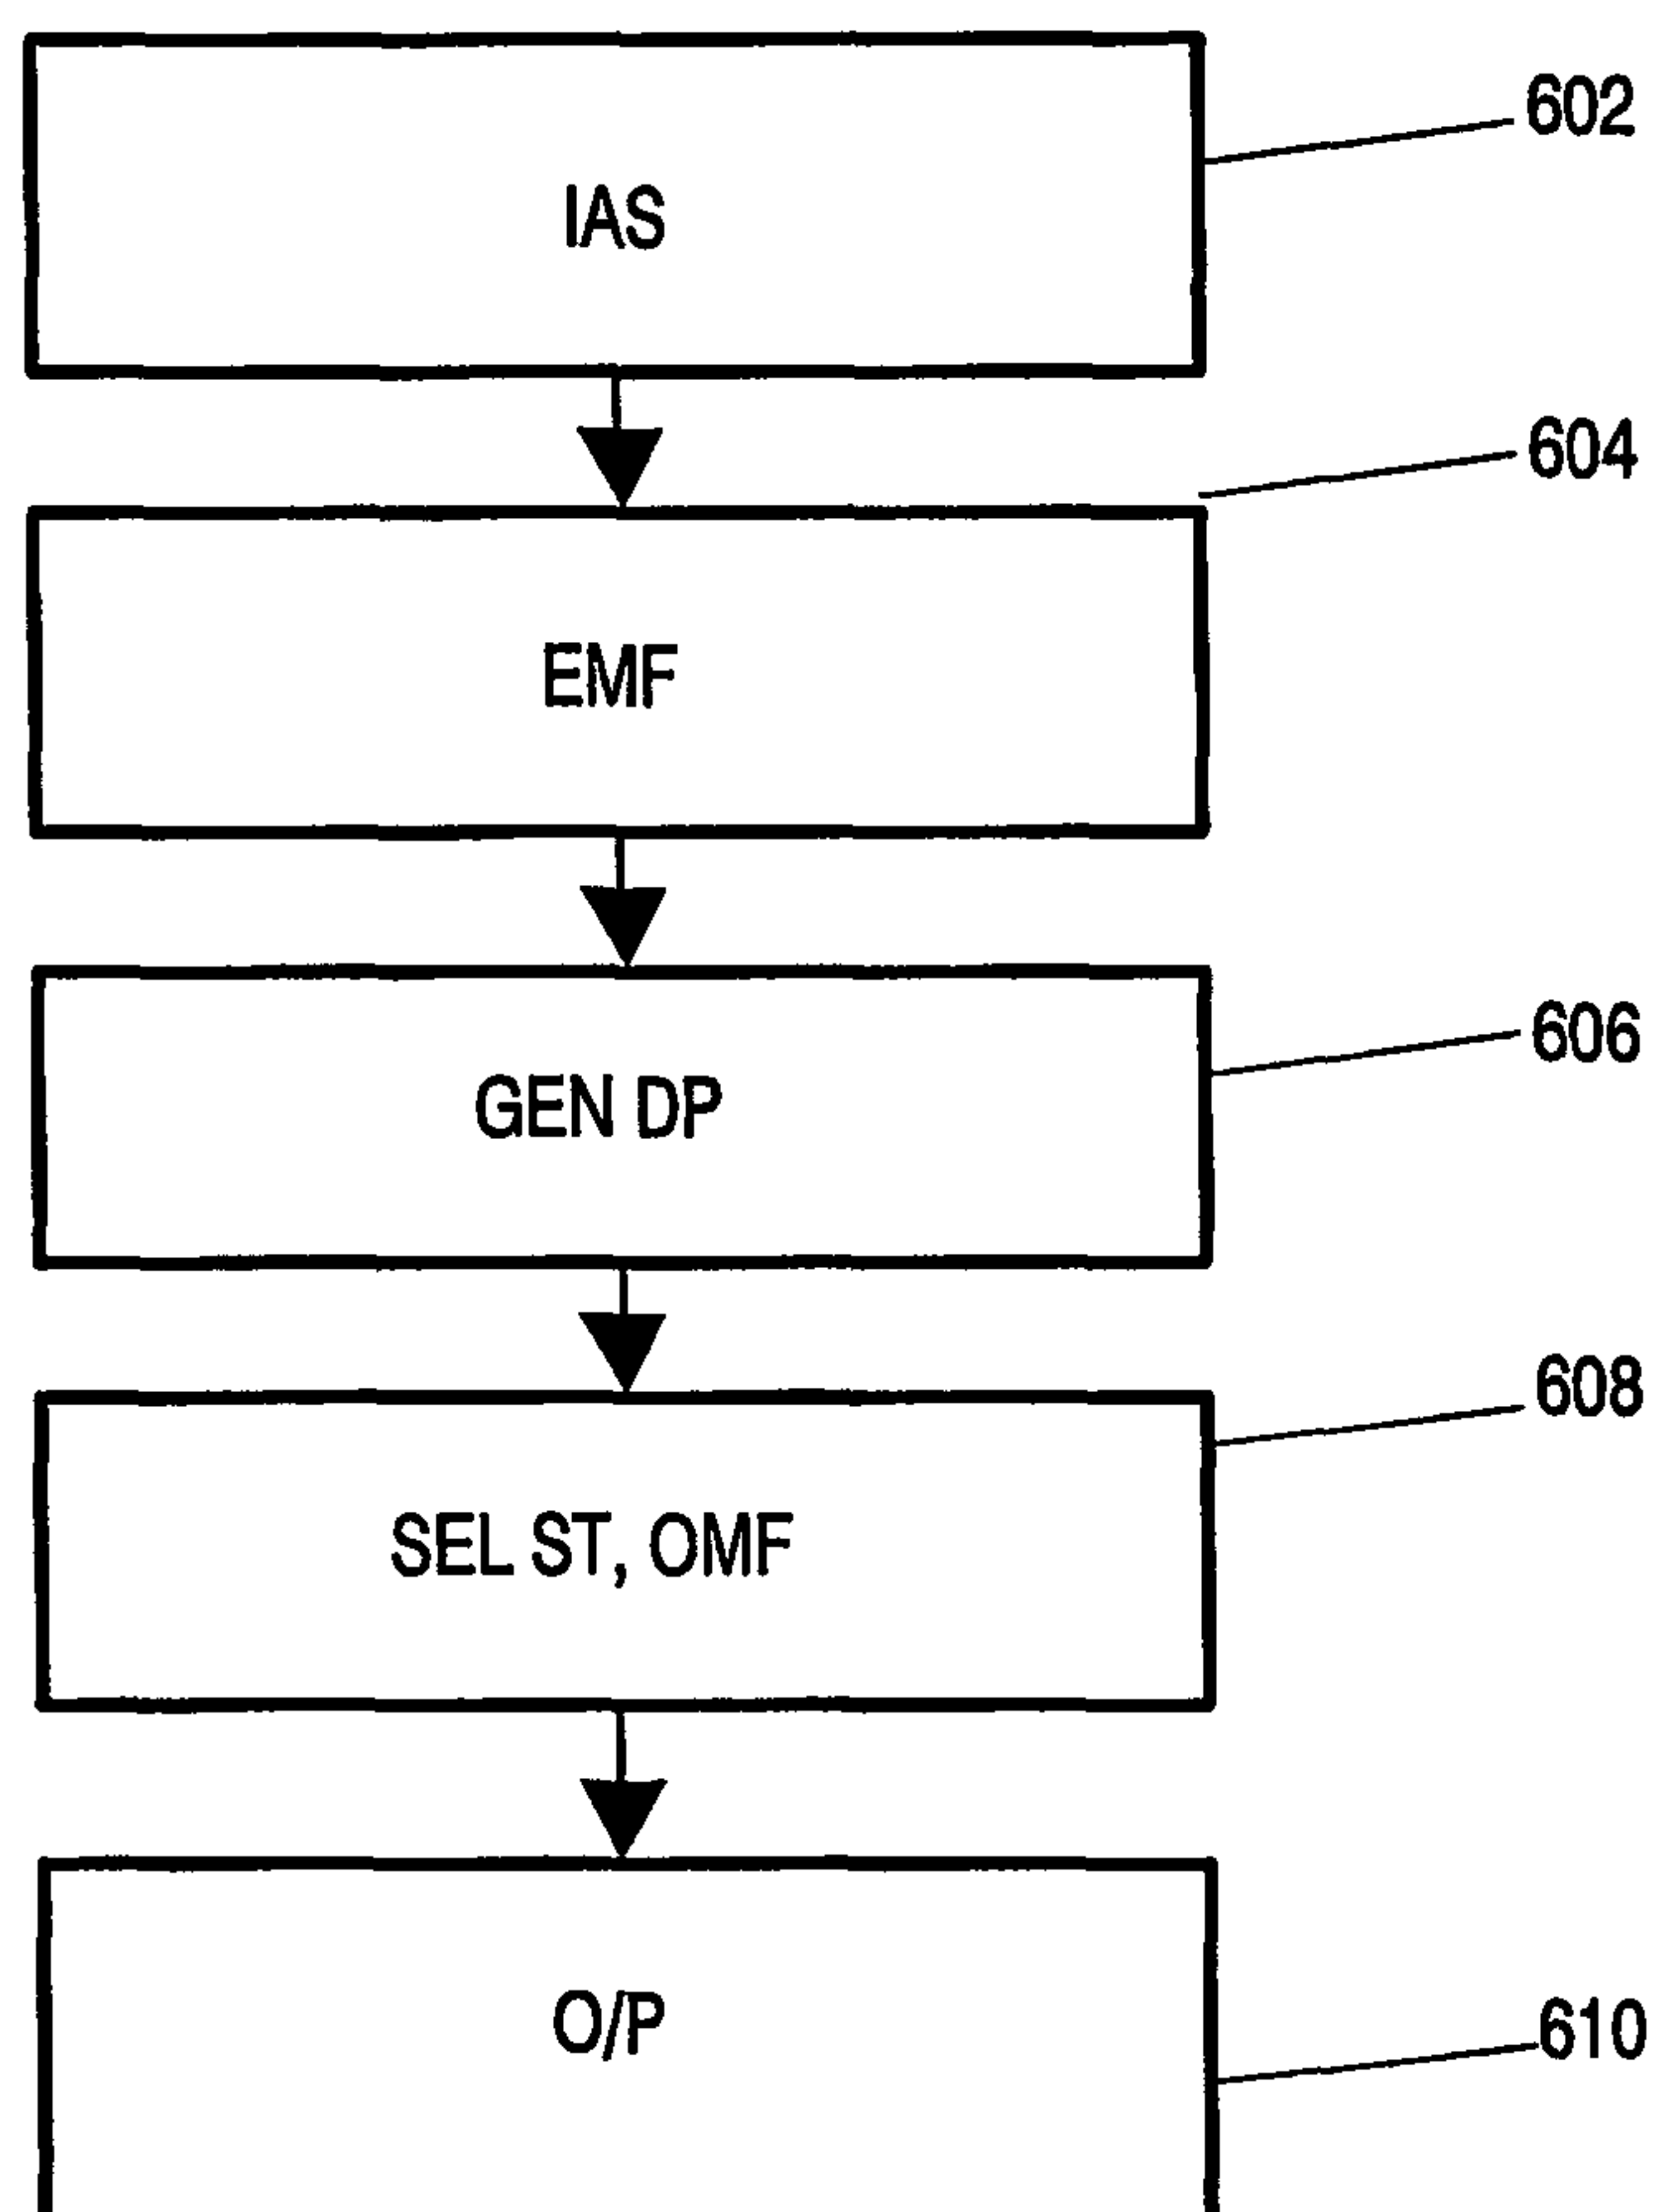 602
IAS
604
EMF
606
GEN DP
608
SEL ST, OMF
O/P
610